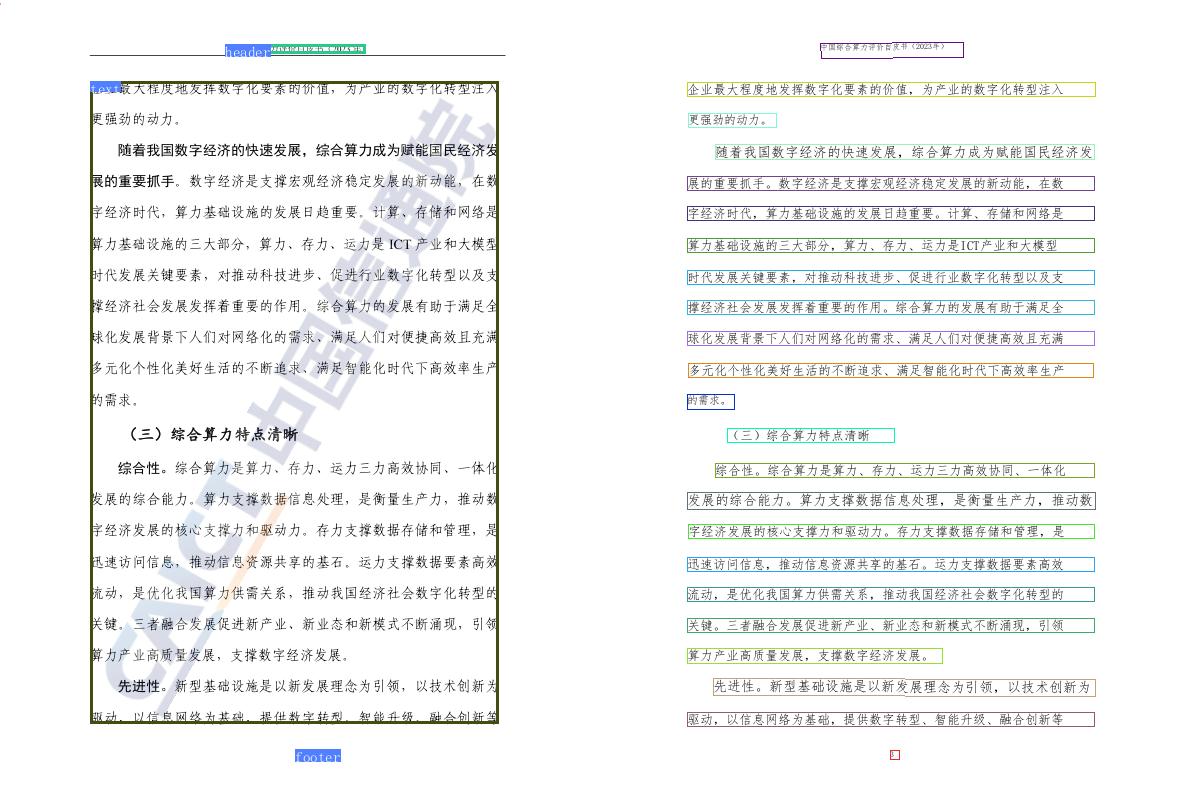 header
text最大程度地发挥数字化要素的价值，为产业的数字化转型注入
更强劲的动力。
随着我国数字经济的快速发展，综合算力成为赋能国民经济发
展的重要抓手。数字经济是支撑宏观经济稳定发展的新动能，在数
字经济时代，算力基础设施的发展日趋重要。计算、存储和网络是
算力基础设施的三大部分，算力、存力、运力是 ICT 产业和大模型
时代发展关键要素，对推动科技进步、促进行业数字化转型以及支
撑经济社会发展发挥着重要的作用。综合算力的发展有助于满足全
球化发展背景下人们对网络化的需求、满足人们对便捷高效且充满
多元化个性化美好生活的不断追求、满足智能化时代下高效率生产
的需求。
（三）综合算力特点清晰
综合性。综合算力是算力、存力、运力三力高效协同、一体化
发展的综合能力。算力支撑数据信息处理，是衡量生产力，推动数
字经济发展的核心支撑力和驱动力。存力支撑数据存储和管理，是
迅速访问信息，推动信息资源共享的基石。运力支撑数据要素高效
流动，是优化我国算力供需关系，推动我国经济社会数字化转型的
关键。三者融合发展促进新产业、新业态和新模式不断涌现，引领
算力产业高质量发展，支撑数字经济发展。
先进性。新型基础设施是以新发展理念为引领，以技术创新为
驱动，以信息网络为基础，提供数字转型、智能升级、融合创新等
footer
CAICT 中国信通院
中国综合算力评价白皮书（2023年）
企业最大程度地发挥数字化要素的价值，为产业的数字化转型注入
更强劲的动力。
随着我国数字经济的快速发展，综合算力成为赋能国民经济发
展的重要抓手。数字经济是支撑宏观经济稳定发展的新动能，在数
字经济时代，算力基础设施的发展日趋重要。计算、存储和网络是
算力基础设施的三大部分，算力、存力、运力是ICT产业和大模型
时代发展关键要素，对推动科技进步、促进行业数字化转型以及支
撑经济社会发展发挥着重要的作用。综合算力的发展有助于满足全
球化发展背景下人们对网络化的需求、满足人们对便捷高效且充满
多元化个性化美好生活的不断追求、满足智能化时代下高效率生产
的需求。
（三）综合算力特点清晰
综合性。综合算力是算力、存力、运力三力高效协同、一体化
发展的综合能力。算力支撑数据信息处理，是衡量生产力，推动数
字经济发展的核心支撑力和驱动力。存力支撑数据存储和管理，是
迅速访问信息，推动信息资源共享的基石。运力支撑数据要素高效
流动，是优化我国算力供需关系，推动我国经济社会数字化转型的
关键。三者融合发展促进新产业、新业态和新模式不断涌现，引领
算力产业高质量发展，支撑数字经济发展。
先进性。新型基础设施是以新发展理念为引领，以技术创新为
驱动，以信息网络为基础，提供数字转型、智能升级、融合创新等
3